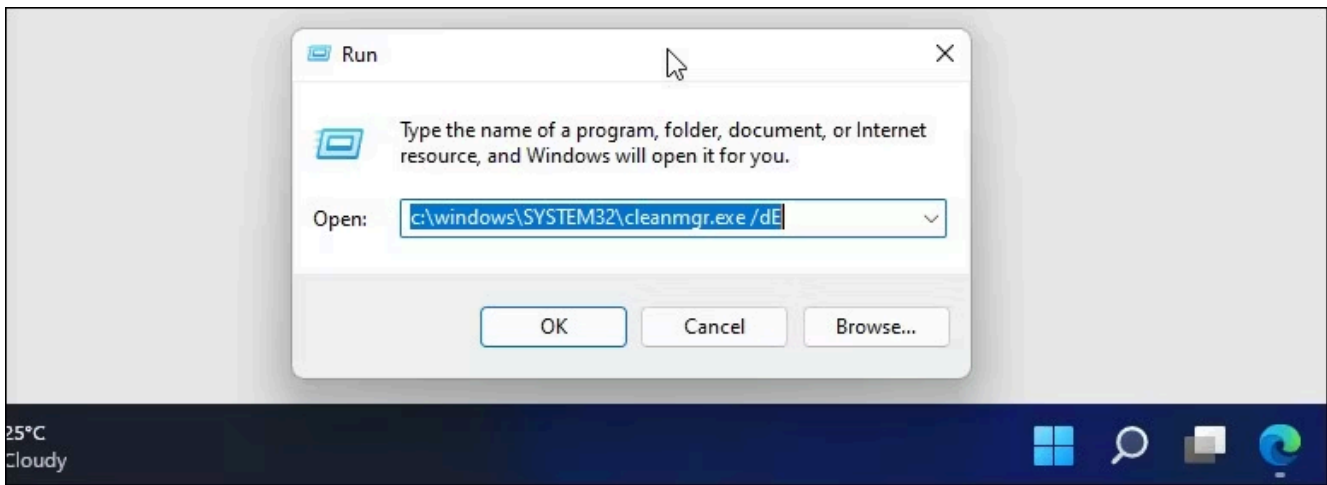 Run
Type the name of a program, folder, document, or Internet
resource, and Windows will open it for you.
Open: c:\windows\SYSTEM32\cleanmgr.exe /dE
OK Cancel Browse...
25°C
Cloudy